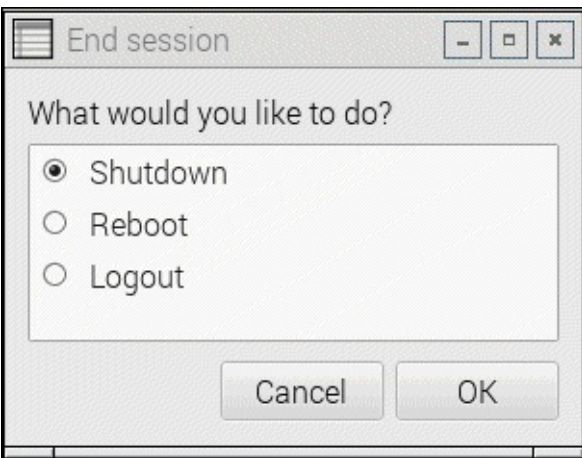 End session
What would you like to do?
Shutdown
Reboot
Logout
Cancel OK